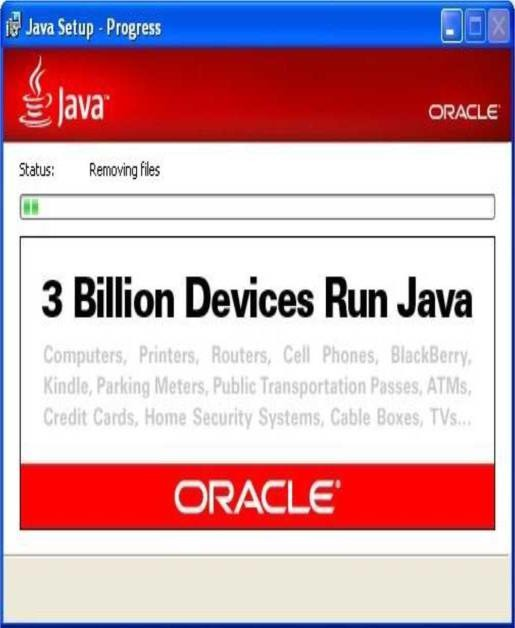 Java Setup - Progress
Java™
ORACLE®
Status: Removing files
3 Billion Devices Run Java
Computers, Printers, Routers, Cell Phones, BlackBerry,
Kindle, Parking Meters, Public Transportation Passes, ATMs,
Credit Cards, Home Security Systems, Cable Boxes, TVs...
ORACLE®